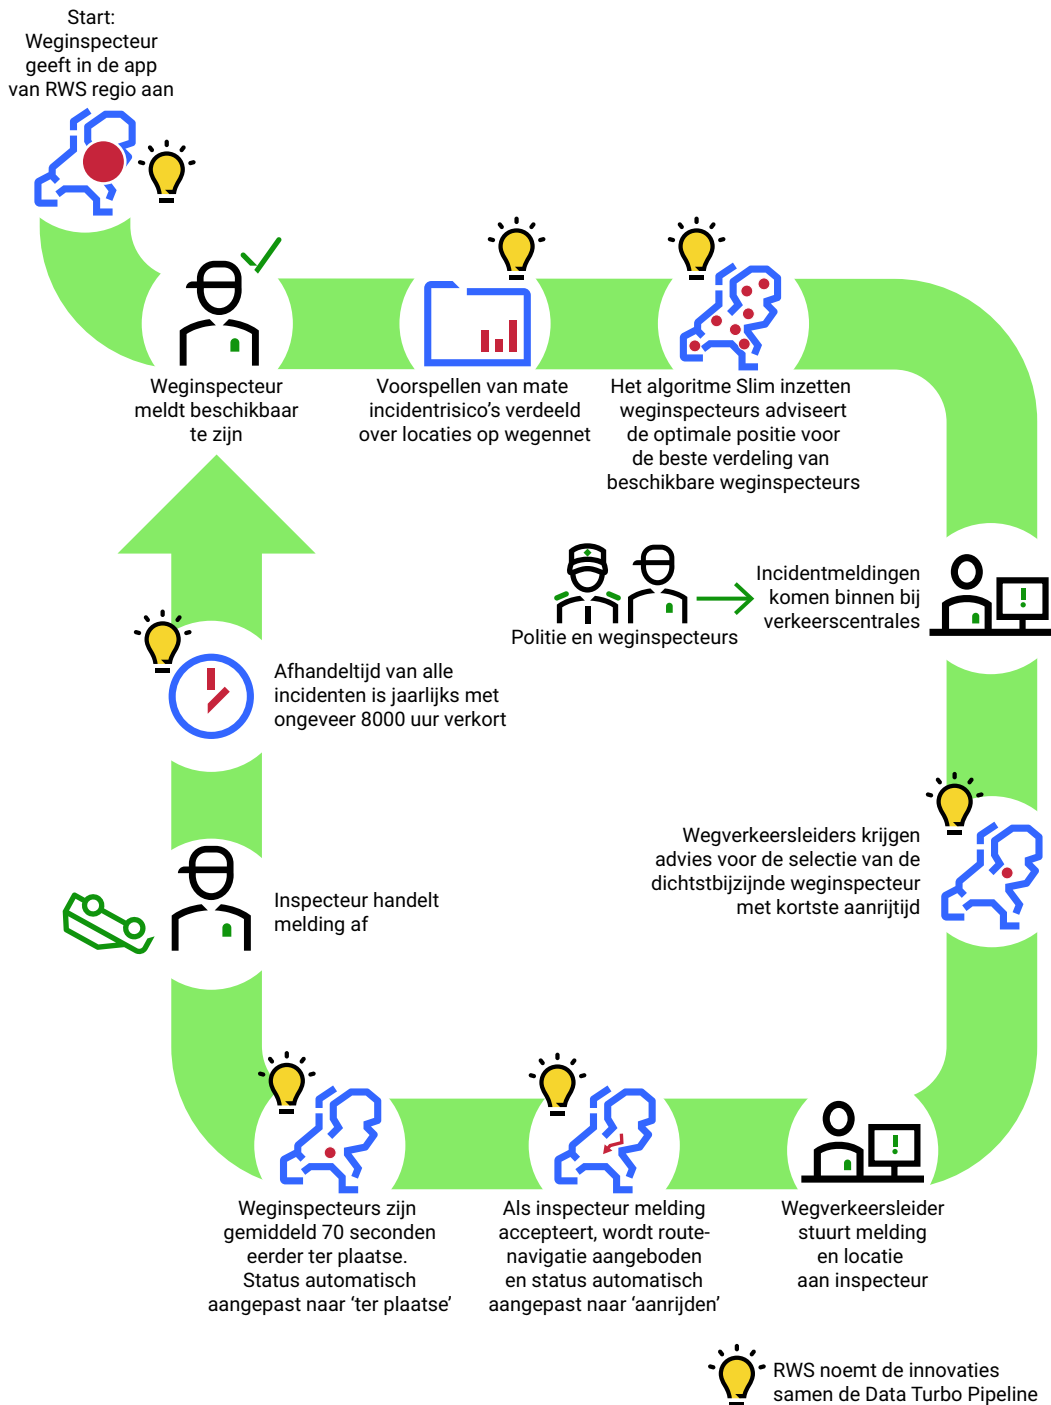 Start:
Weginspecteur
geeft in de app
van RWS regio aan
Weginspecteur
meldt beschikbaar
te zijn
Voorspellen van mate
incidentrisico’s verdeeld
over locaties op wegennet
Het algoritme Slim inzetten
weginspecteurs adviseert
de optimale positie voor
de beste verdeling van
beschikbare weginspecteurs
Politie en weginspecteurs
Incidentmeldingen
komen binnen bij
verkeerscentrales
Wegverkeersleiders krijgen
advies voor de selectie van de
dichtstbijzijnde weginspecteur
met kortste aanrijtijd
Wegverkeersleider
stuurt melding
en locatie
aan inspecteur
Als inspecteur melding
accepteert, wordt route-
navigatie aangeboden
en status automatisch
aangepast naar ‘aanrijden’
Weginspecteurs zijn
gemiddeld 70 seconden
eerder ter plaatse.
Status automatisch
aangepast naar ‘ter plaatse’
Inspecteur handelt
melding af
Afhandeltijd van alle
incidenten is jaarlijks met
ongeveer 8000 uur verkort
RWS noemt de innovaties
samen de Data Turbo Pipeline